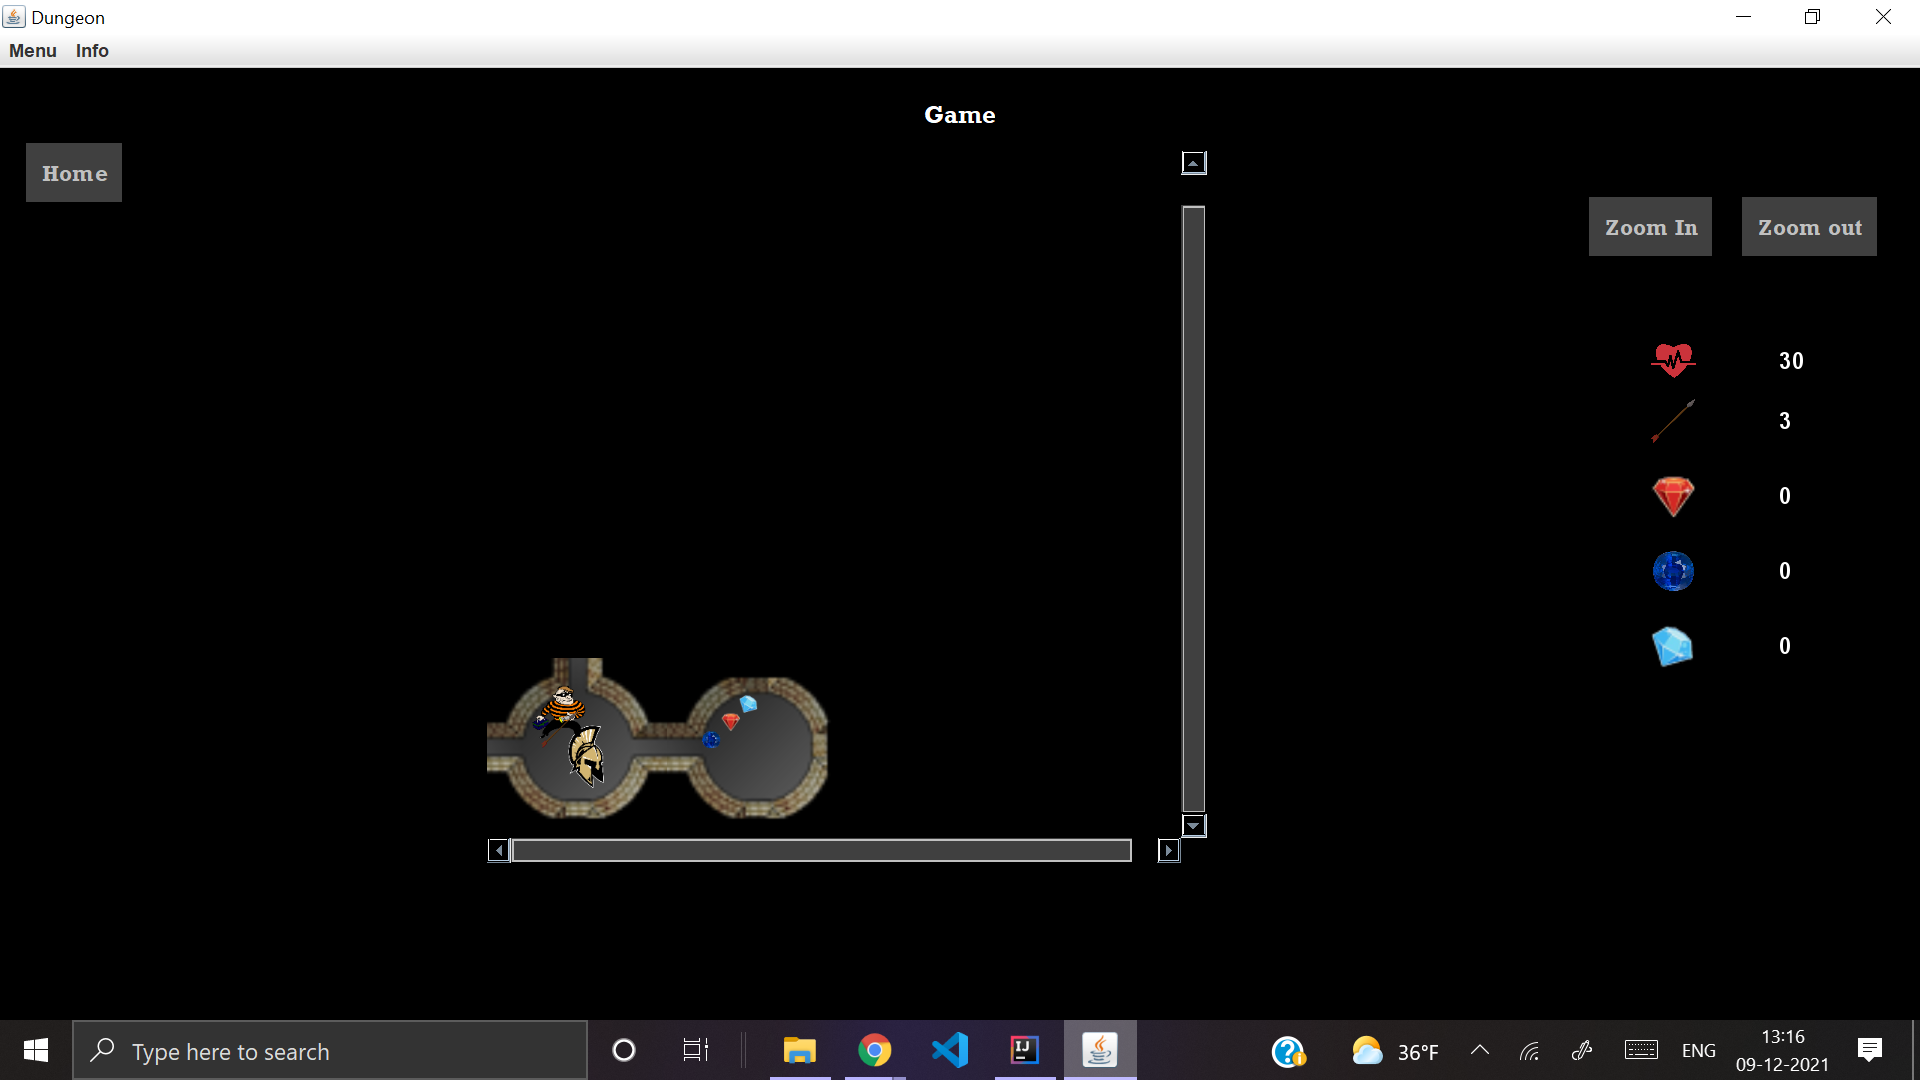 Dungeon
Menu Info
Game
Home
Zoom In Zoom out
30
3
0
0
0
Type here to search
IJ
36°F
ENG
13:16
09-12-2021